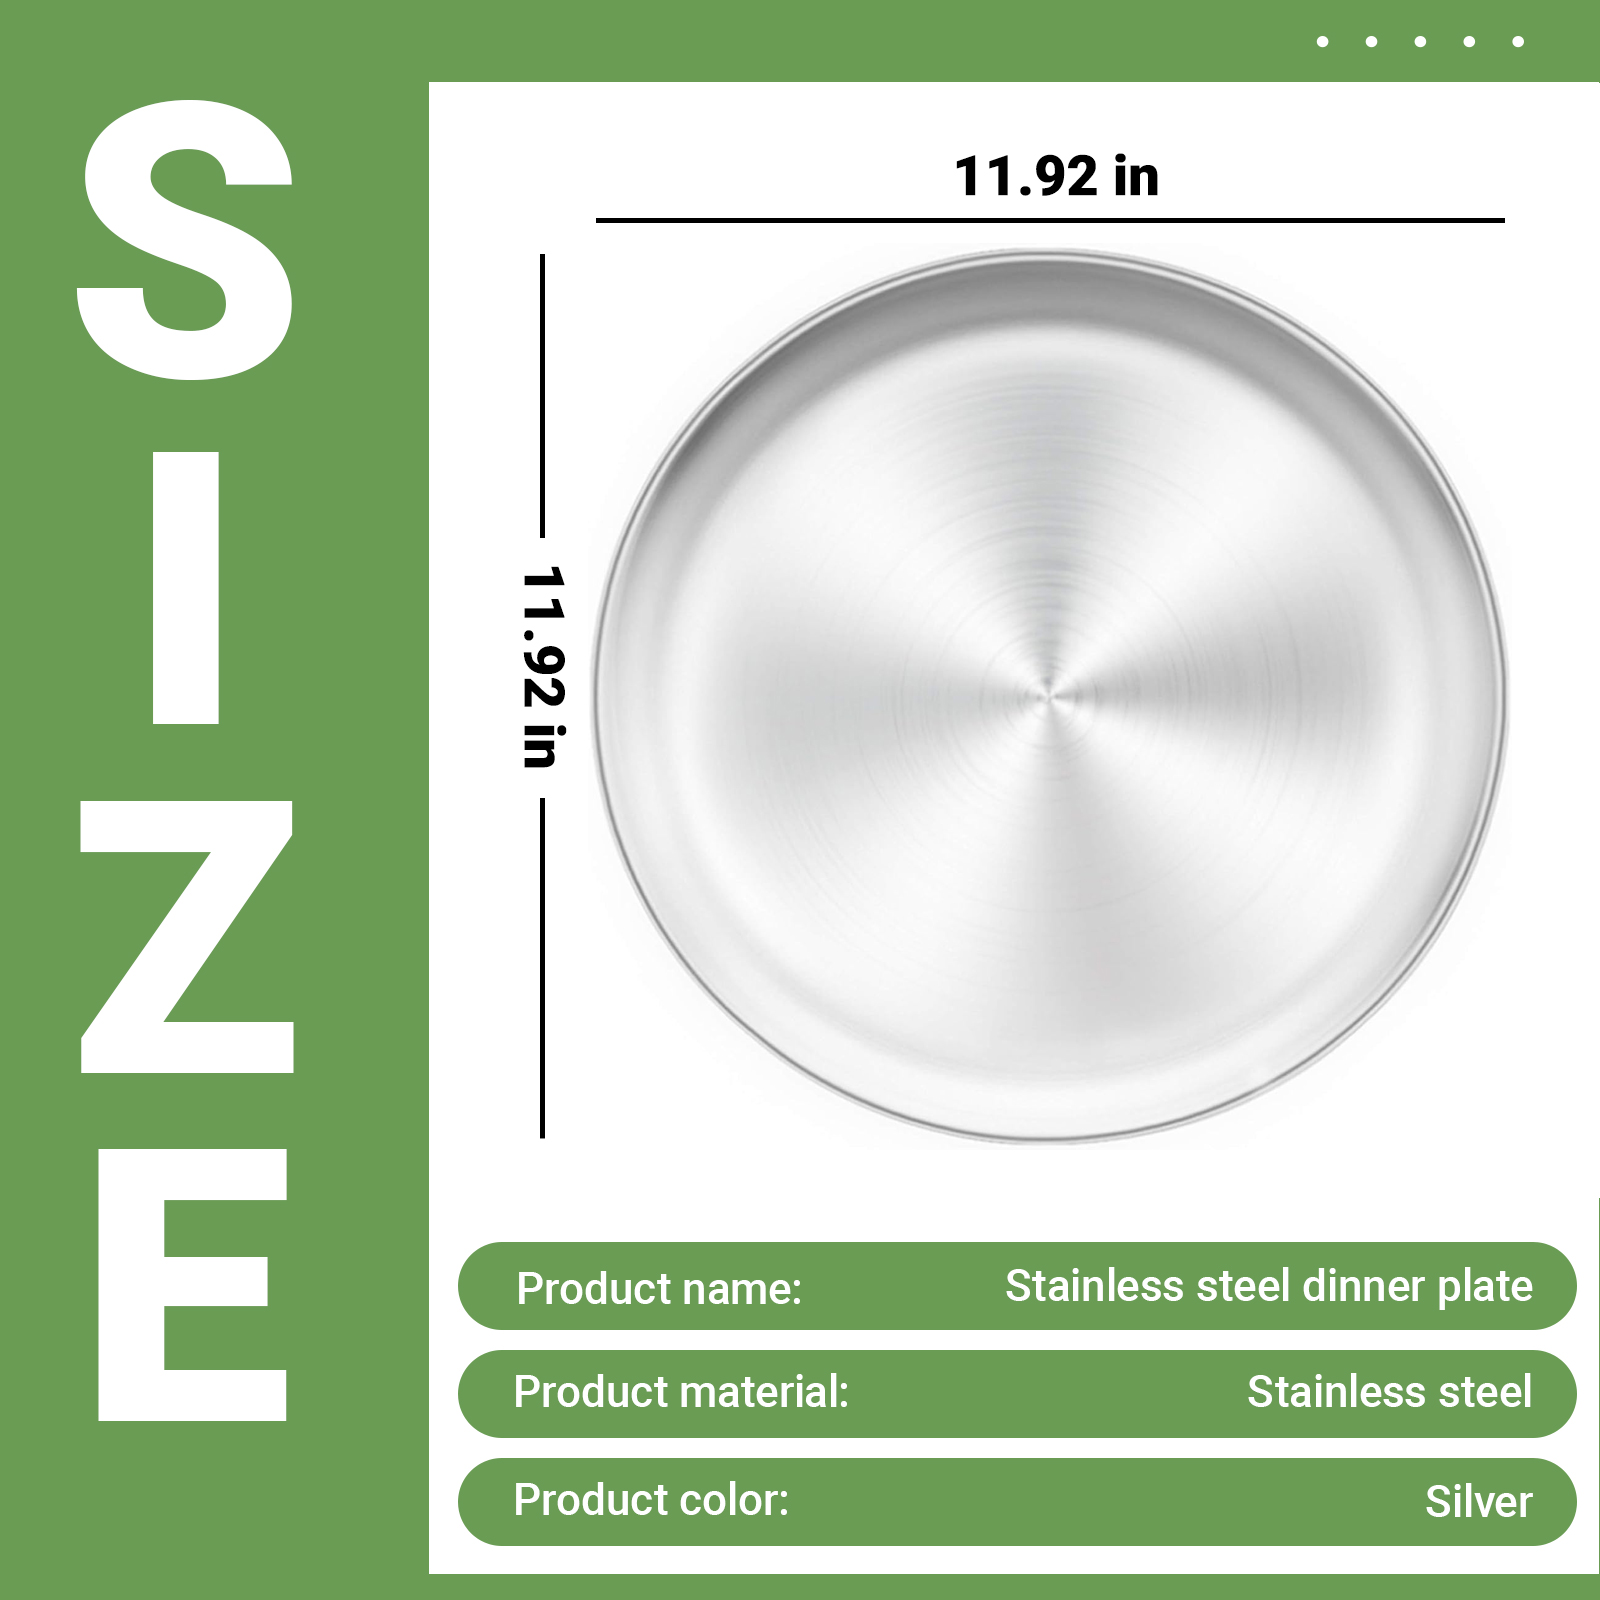 SIZE
11.92 in
11.92 in
Product name: Stainless steel dinner plate
Product material: Stainless steel
Product color: Silver